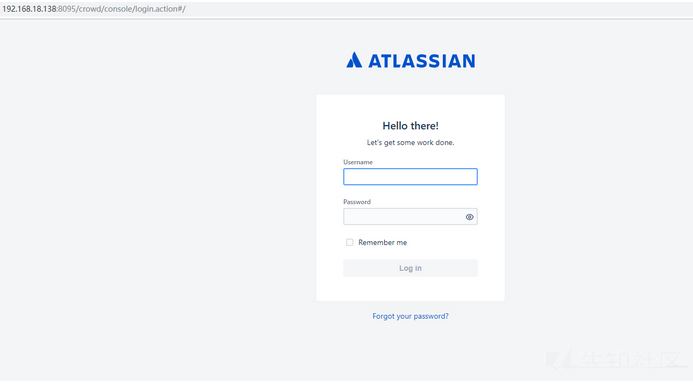 192.168.18.138:8095/crowd/console/login.action#/
ATLASSIAN
Hello there!
Let's get some work done.
Username
Password
Remember me
Log in
Forgot your password?